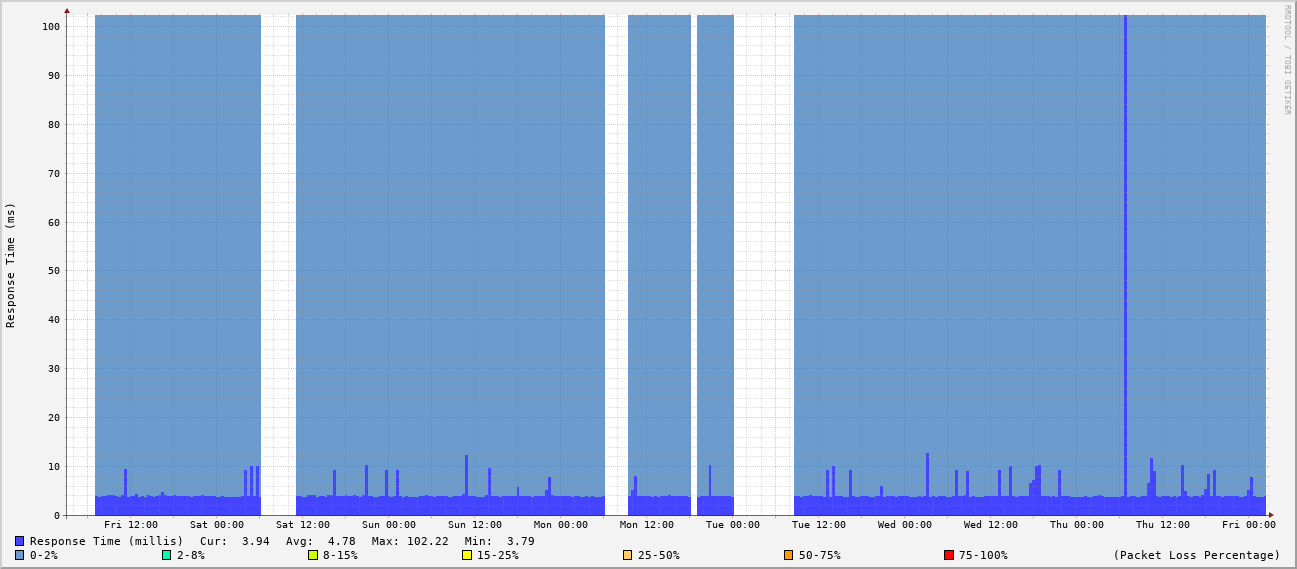 RRDTOOL / TOBI OETIKER
Response Time (ms)
100
90
80
70
60
50
40
30
20
10
0
Fri 12:00 Sat 00:00 Sat 12:00 Sun 00:00 Sun 12:00 Mon 00:00 Mon 12:00 Tue 00:00 Tue 12:00 Wed 00:00 Wed 12:00 Thu 00:00 Thu 12:00 Fri 00:00
Response Time (millis) Cur: 3.94 Avg: 4.78 Max: 102.22 Min: 3.79
0-2% 2-8% 8-15% 15-25% 25-50% 50-75% 75-100% (Packet Loss Percentage)